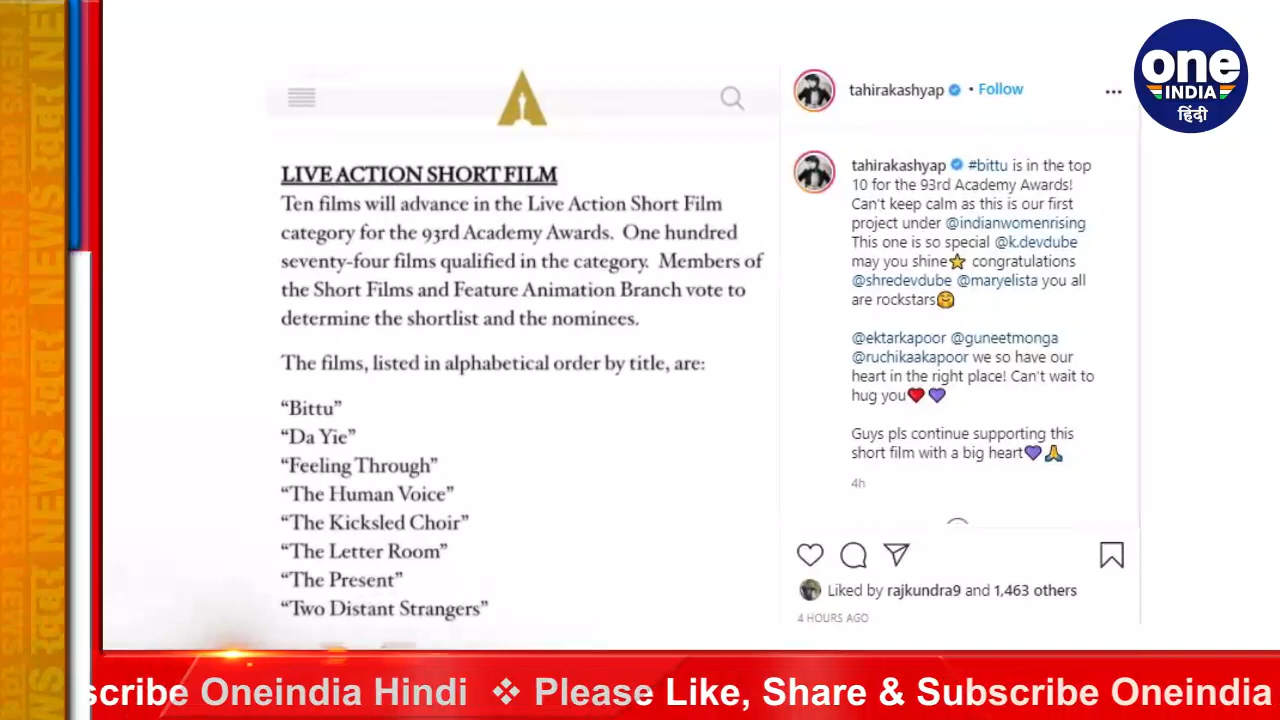 NEWS खबर NEWS खबर NEWS
one
INDIA
हिंदी
LIVE ACTION SHORT FILM
Ten films will advance in the Live Action Short Film
category for the 93rd Academy Awards. One hundred
seventy-four films qualified in the category. Members of
the Short Films and Feature Animation Branch vote to
determine the shortlist and the nominees.
The films, listed in alphabetical order by title, are:
“Bittu”
“Da Yie”
“Feeling Through”
“The Human Voice”
“The Kicksled Choir”
“The Letter Room”
“The Present”
“Two Distant Strangers”
tahirakashyap • Follow
tahirakashyap #bittu is in the top
10 for the 93rd Academy Awards!
Can't keep calm as this is our first
project under @indianwomenrising
This one is so special @k.devdube
may you shine⭐ congratulations
@shredevdube @maryelista you all
are rockstars🤗
@ektarkapoor @guneetmonga
@ruchikaakapoor we so have our
heart in the right place! Can't wait to
hug you❤️💜
Guys pls continue supporting this
short film with a big heart💜🙏
4h
Liked by rajkundra9 and 1,463 others
4 HOURS AGO
scribe Oneindia Hindi ❖ Please Like, Share & Subscribe Oneindia